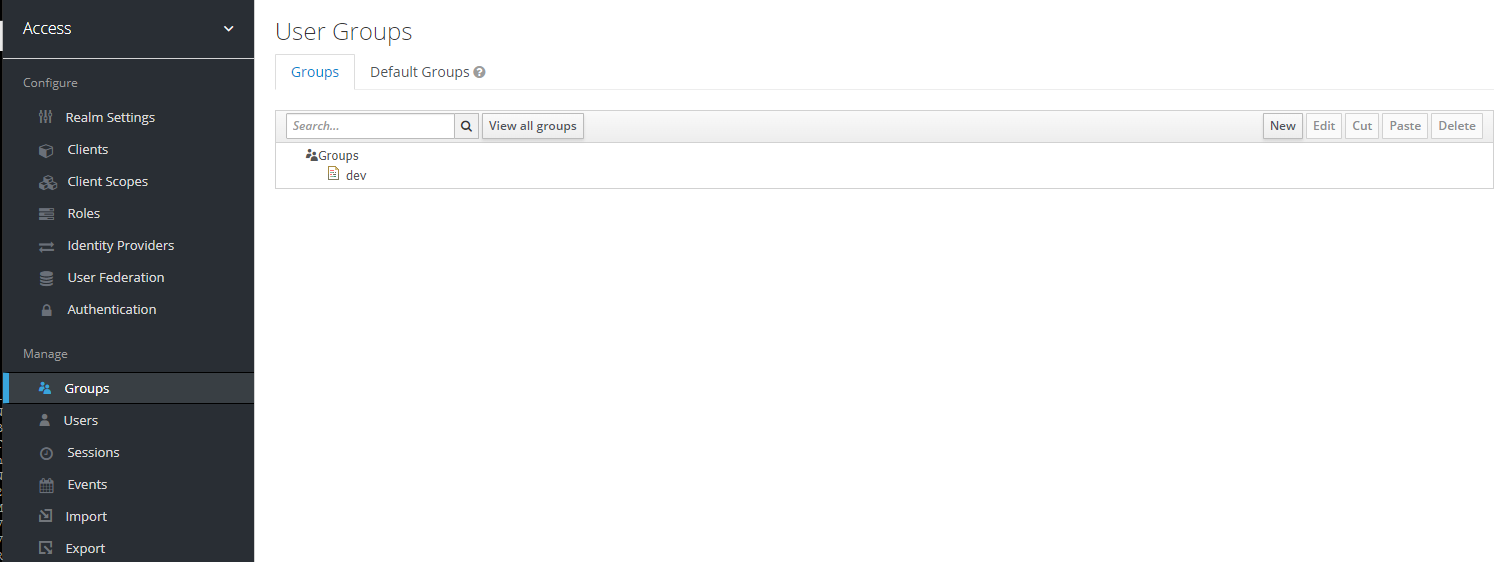 Access
Configure
Realm Settings
Clients
Client Scopes
Roles
Identity Providers
User Federation
Authentication
Manage
Groups
Users
Sessions
Events
Import
Export
User Groups
Groups Default Groups
Search... View all groups New Edit Cut Paste Delete
Groups
dev